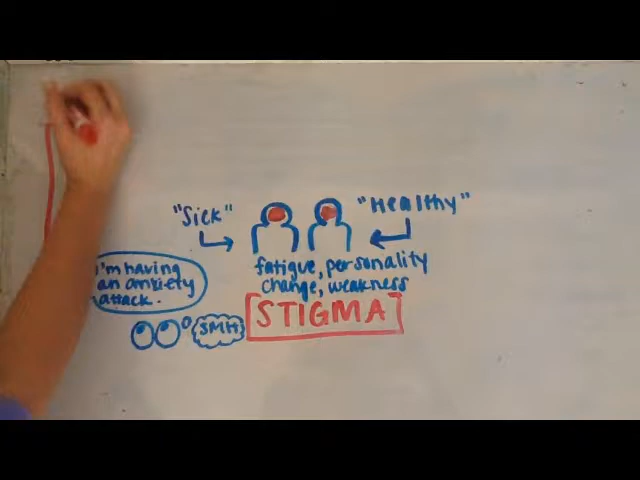 "Sick"
"Healthy"
fatigue, personality
change, weakness
STIGMA
I'm having
an anxiety
attack.
SMH